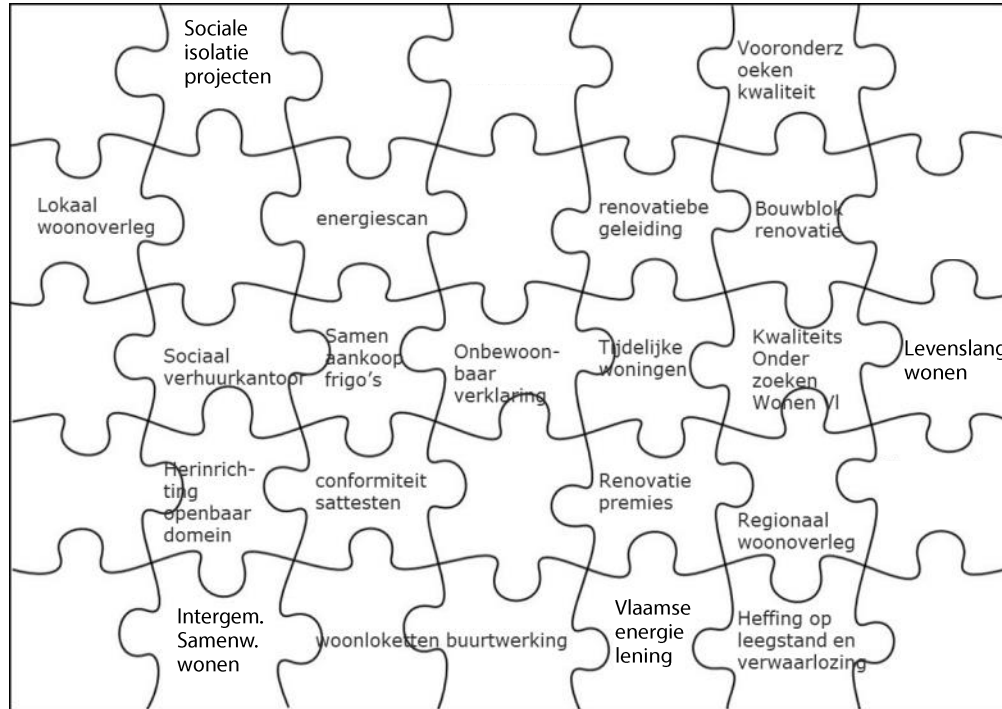 Sociale
isolatie
projecten
Vooronderz
oeken
kwaliteit
Lokaal
woonoverleg
energiescan
renovatiebe
geleiding
Bouwblok
renovatie
Sociaal
verhuurkantoor
Samen
aankoop
frigo's
Onbewoon-
baar
verklaring
Tijdelijke
woningen
Kwaliteits
Onder
zoeken
Wonen Vl
Levenslang
wonen
Herinrich-
ting
openbaar
domein
conformiteit
sattesten
Renovatie
premies
Regionaal
woonoverleg
Intergem.
Samenw.
wonen
woonloketten buurtwerking
Vlaamse
energie
lening
Heffing op
leegstand en
verwaarlozing